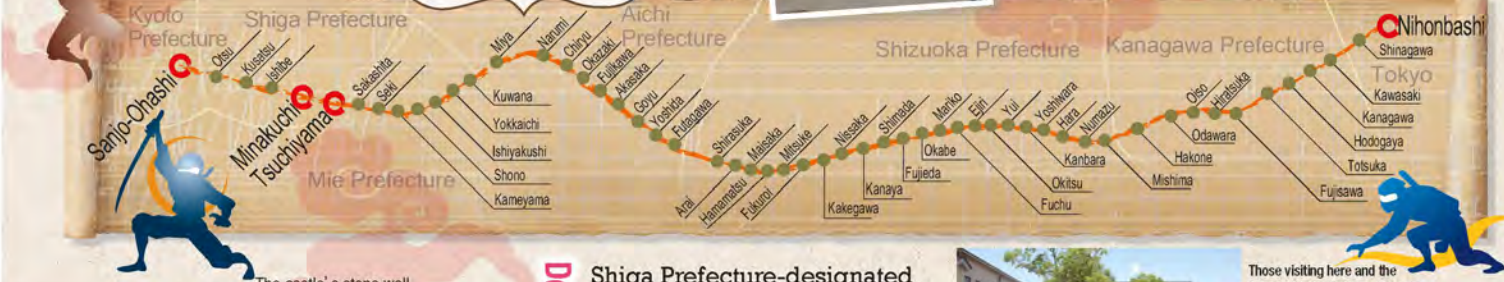 Kyoto
Prefecture
Shiga Prefecture
Aichi
Prefecture
Shizuoka Prefecture
Kanagawa Prefecture
Tokyo
Mie Prefecture
Sanjo-Ohashi
Otsu
Kusatsu
Ishibe
Minakuchi
Tsuchiyama
Sakashita
Seki
Kameyama
Shono
Ishiyakushi
Yokkaichi
Kuwana
Miya
Narumi
Chiryu
Okazaki
Fujikawa
Akasaka
Goyu
Yoshida
Futagawa
Shirasuka
Arai
Maisaka
Hamamatsu
Mitsuke
Fukuroi
Kakegawa
Nissaka
Kanaya
Shimada
Fujieda
Okabe
Mariko
Fuchu
Ejiri
Okitsu
Yui
Kanbara
Yoshiwara
Hara
Numazu
Mishima
Hakone
Odawara
Oiso
Hiratsuka
Fujisawa
Totsuka
Hodogaya
Kanagawa
Kawasaki
Shinagawa
Nihonbashi
The castle's stone wall
Shiga Prefecture-designated
Those visiting here and the